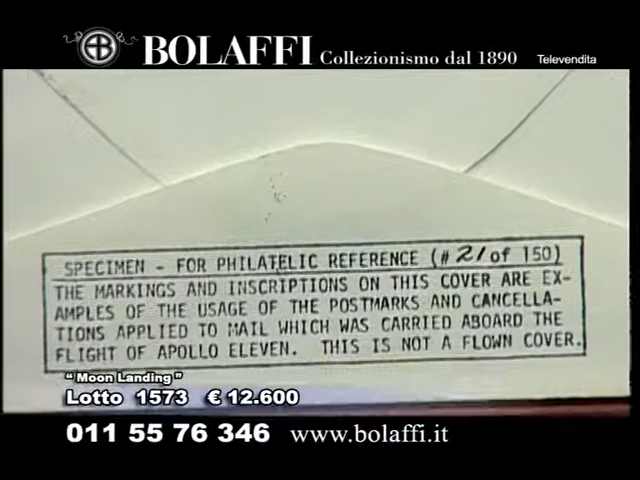 BOLAFFI Collezionismo dal 1890 Televendita
SPECIMEN - FOR PHILATELIC REFERENCE (# 21 of 150)
THE MARKINGS AND INSCRIPTIONS ON THIS COVER ARE EX-
AMPLES OF THE USAGE OF THE POSTMARKS AND CANCELLA-
TIONS APPLIED TO MAIL WHICH WAS CARRIED ABOARD THE
FLIGHT OF APOLLO ELEVEN. THIS IS NOT A FLOWN COVER.
“ Moon Landing ”
Lotto 1573 € 12.600
011 55 76 346 www.bolaffi.it